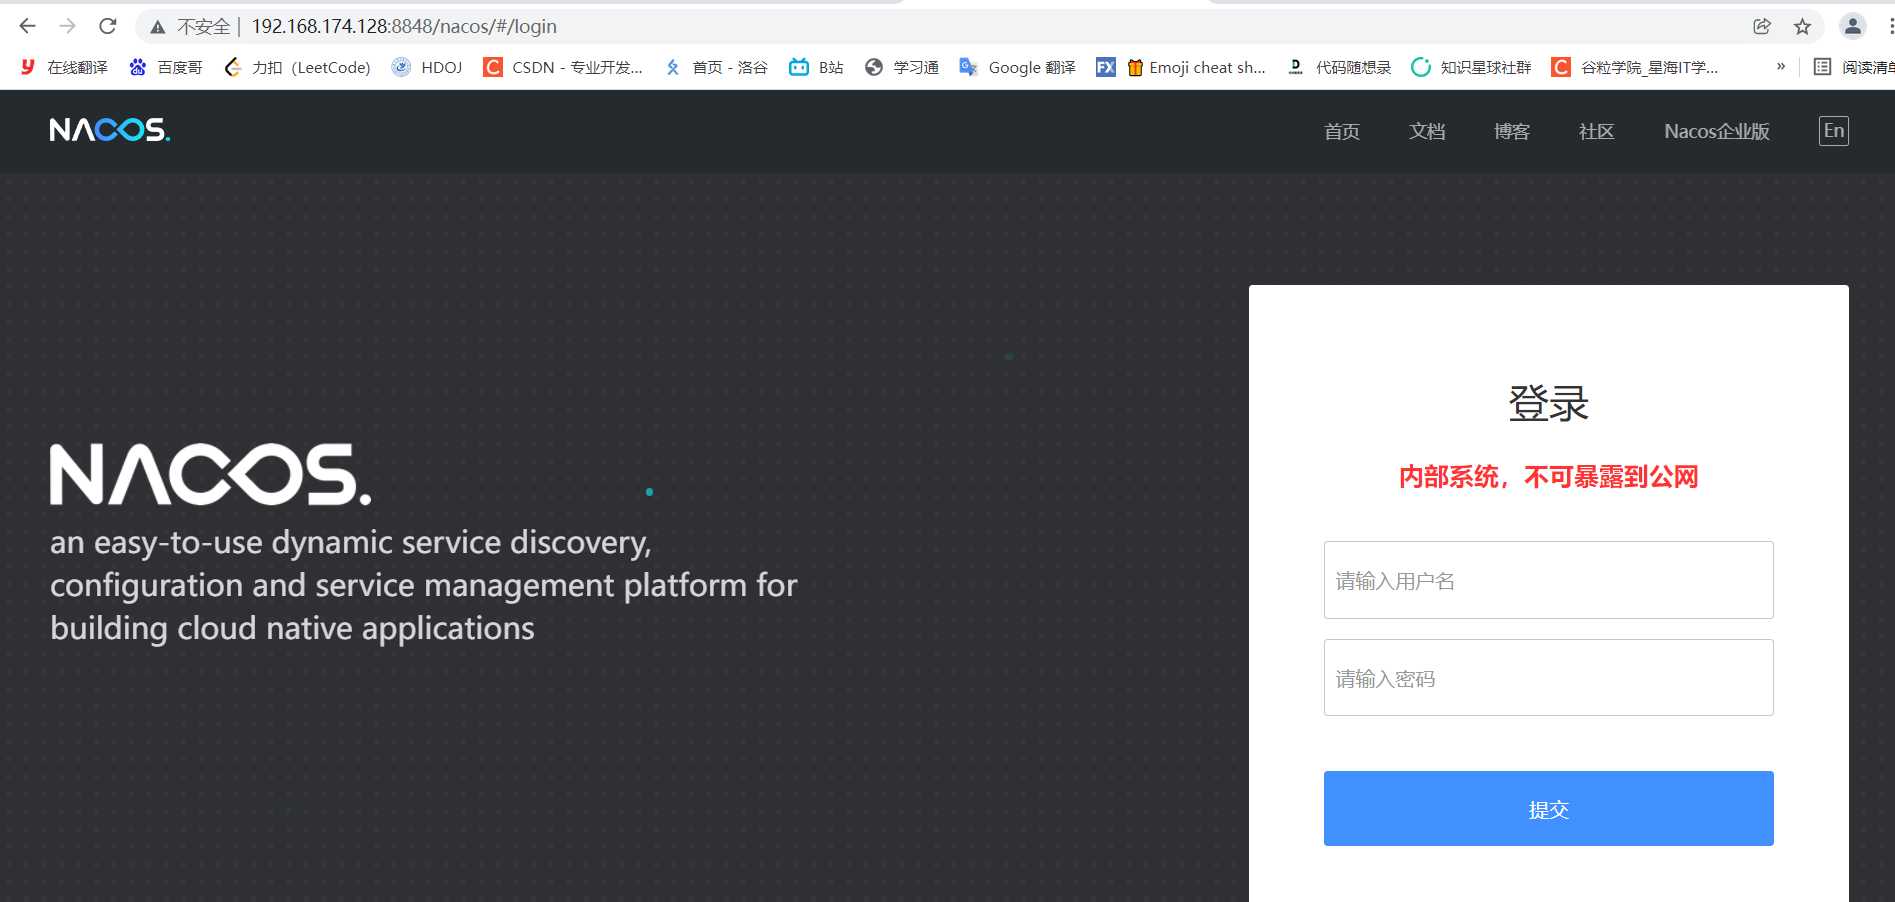 不安全 | 192.168.174.128:8848/nacos/#/login
在线翻译 百度哥 力扣（LeetCode） HDOJ CSDN - 专业开发... 首页 - 洛谷 B站 学习通 Google 翻译 FX Emoji cheat sh... 代码随想录 知识星球社群 谷粒学院_星海IT学... » 阅读清单
NACOS. 首页 文档 博客 社区 Nacos企业版 En
NACOS.
an easy-to-use dynamic service discovery,
configuration and service management platform for
building cloud native applications
登录
内部系统，不可暴露到公网
请输入用户名
请输入密码
提交